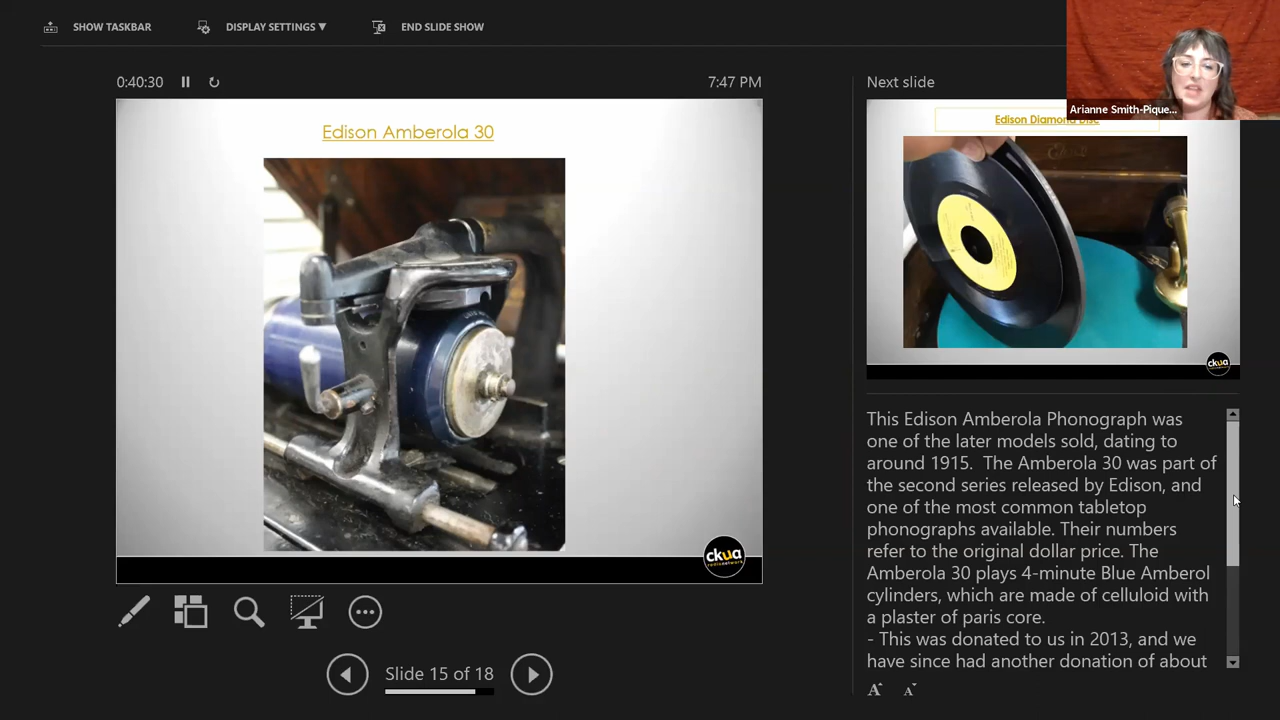 SHOW TASKBAR
DISPLAY SETTINGS ▼
END SLIDE SHOW
0:40:30
7:47 PM
Edison Amberola 30
ckua
radio network
Slide 15 of 18
Arianne Smith-Pique...
Next slide
Edison Diamond Disc
ckua
This Edison Amberola Phonograph was
one of the later models sold, dating to
around 1915.  The Amberola 30 was part of
the second series released by Edison, and
one of the most common tabletop
phonographs available. Their numbers
refer to the original dollar price. The
Amberola 30 plays 4-minute Blue Amberol
cylinders, which are made of celluloid with
a plaster of paris core.
- This was donated to us in 2013, and we
have since had another donation of about
A A